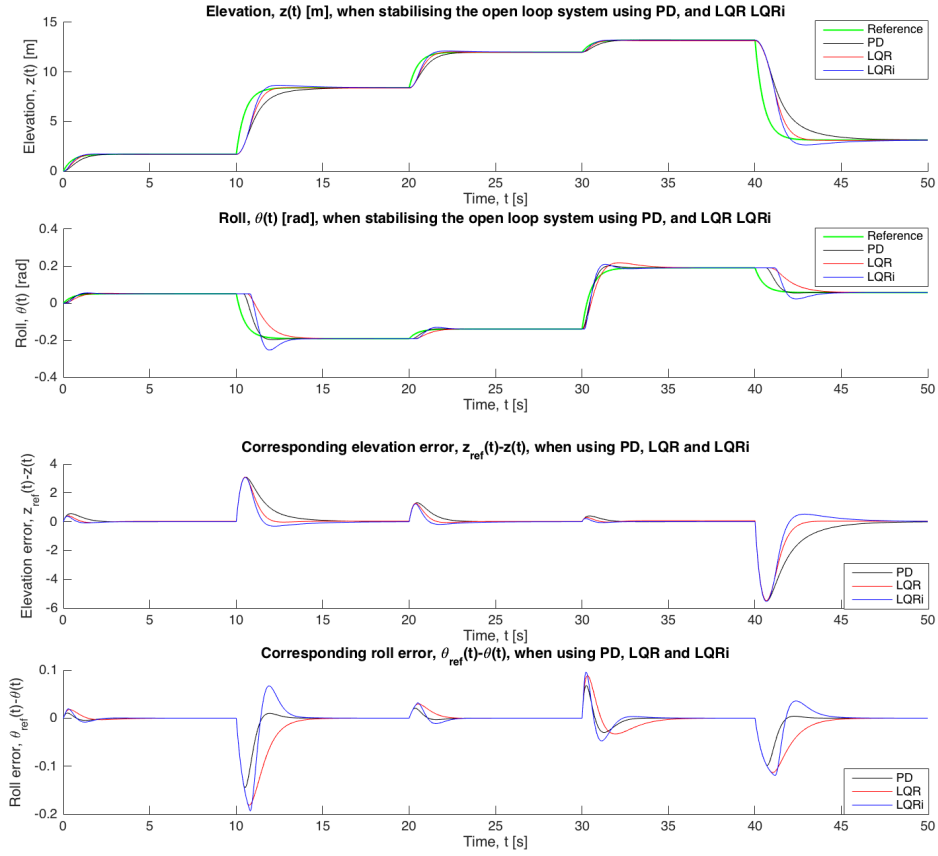 Elevation, z(t) [m], when stabilising the open loop system using PD, and LQR LQRi
Elevation, z(t) [m]
15
10
5
0
0 5 10 15 20 25 30 35 40 45 50
Time, t [s]
Reference
PD
LQR
LQRi
Roll, θ(t) [rad], when stabilising the open loop system using PD, and LQR LQRi
Roll, θ(t) [rad]
0.4
0.2
0
-0.2
-0.4
0 5 10 15 20 25 30 35 40 45 50
Time, t [s]
Reference
PD
LQR
LQRi
Corresponding elevation error, z_ref(t)-z(t), when using PD, LQR and LQRi
Elevation error, z_ref(t)-z(t)
4
2
0
-2
-4
-6
0 5 10 15 20 25 30 35 40 45 50
Time, t [s]
PD
LQR
LQRi
Corresponding roll error, θ_ref(t)-θ(t), when using PD, LQR and LQRi
Roll error, θ_ref(t)-θ(t)
0.1
0
-0.1
-0.2
0 5 10 15 20 25 30 35 40 45 50
Time, t [s]
PD
LQR
LQRi